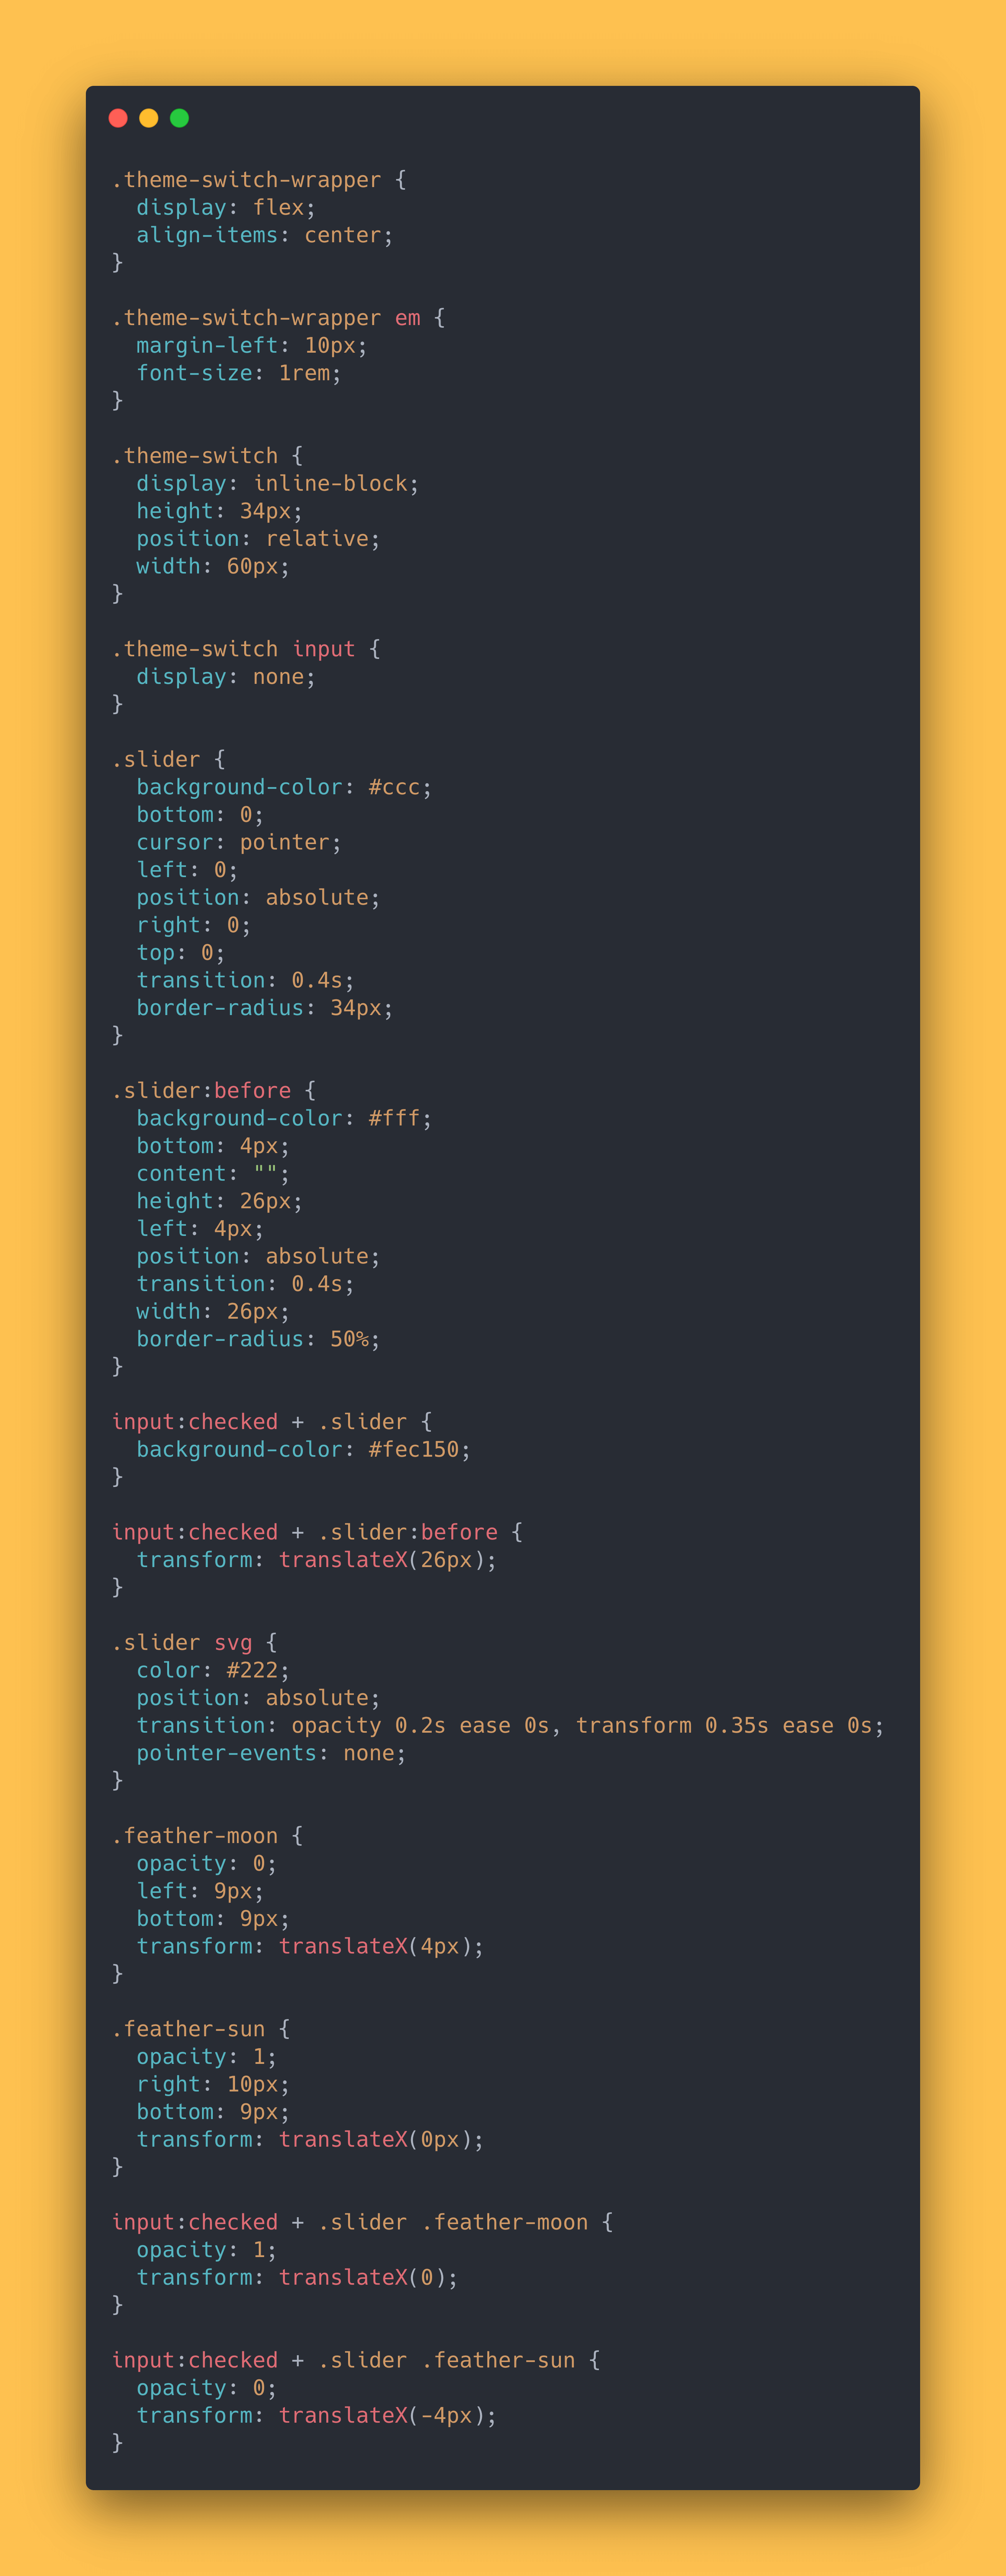 .theme-switch-wrapper {
  display: flex;
  align-items: center;
}

.theme-switch-wrapper em {
  margin-left: 10px;
  font-size: 1rem;
}

.theme-switch {
  display: inline-block;
  height: 34px;
  position: relative;
  width: 60px;
}

.theme-switch input {
  display: none;
}

.slider {
  background-color: #ccc;
  bottom: 0;
  cursor: pointer;
  left: 0;
  position: absolute;
  right: 0;
  top: 0;
  transition: 0.4s;
  border-radius: 34px;
}

.slider:before {
  background-color: #fff;
  bottom: 4px;
  content: "";
  height: 26px;
  left: 4px;
  position: absolute;
  transition: 0.4s;
  width: 26px;
  border-radius: 50%;
}

input:checked + .slider {
  background-color: #fec150;
}

input:checked + .slider:before {
  transform: translateX(26px);
}

.slider svg {
  color: #222;
  position: absolute;
  transition: opacity 0.2s ease 0s, transform 0.35s ease 0s;
  pointer-events: none;
}

.feather-moon {
  opacity: 0;
  left: 9px;
  bottom: 9px;
  transform: translateX(4px);
}

.feather-sun {
  opacity: 1;
  right: 10px;
  bottom: 9px;
  transform: translateX(0px);
}

input:checked + .slider .feather-moon {
  opacity: 1;
  transform: translateX(0);
}

input:checked + .slider .feather-sun {
  opacity: 0;
  transform: translateX(-4px);
}